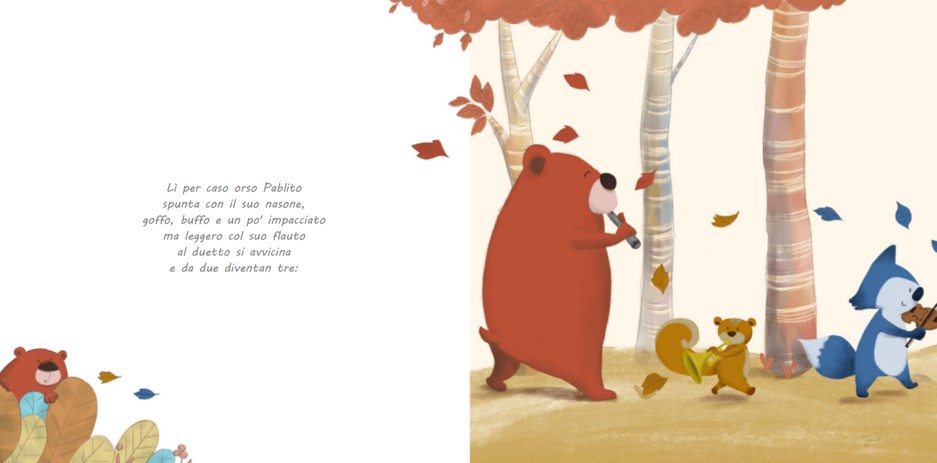 Lì per caso orso Pablito
spunta con il suo nasone,
goffo, buffo e un po' impacciato
ma leggero col suo flauto
al duetto si avvicina
e da due diventan tre: